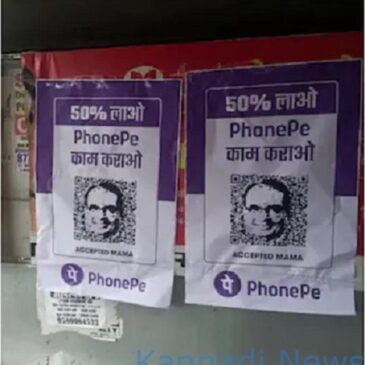 50% लाओ
PhonePe
काम कराओ
ACCEPTED MAMA
पे PhonePe
50% लाओ
PhonePe
काम कराओ
ACCEPTED MAMA
पे PhonePe
Kannadi News